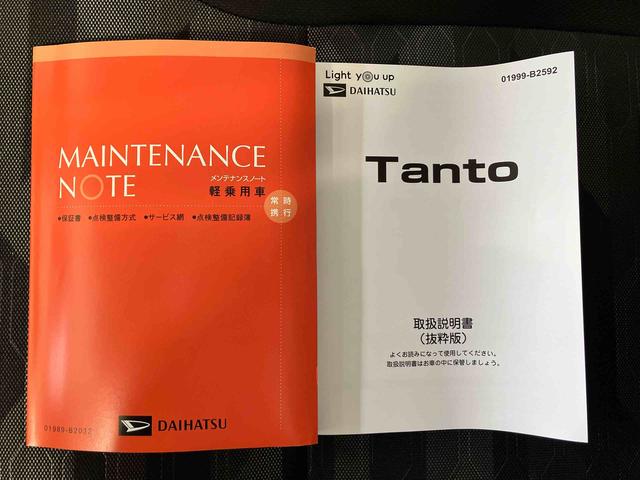 MAINTENANCE
NOTE
メンテナンスノート
軽乗用車
常時
携行
●保証書 ●点検整備方式 ●サービス網 ●点検整備記録簿
01989-B2032
DAIHATSU
Light you up
DAIHATSU
01999-B2592
Tanto
取扱説明書
(抜粋版)
よくお読みになって使用してください。
取扱説明書はお車の中に保管しましょう。